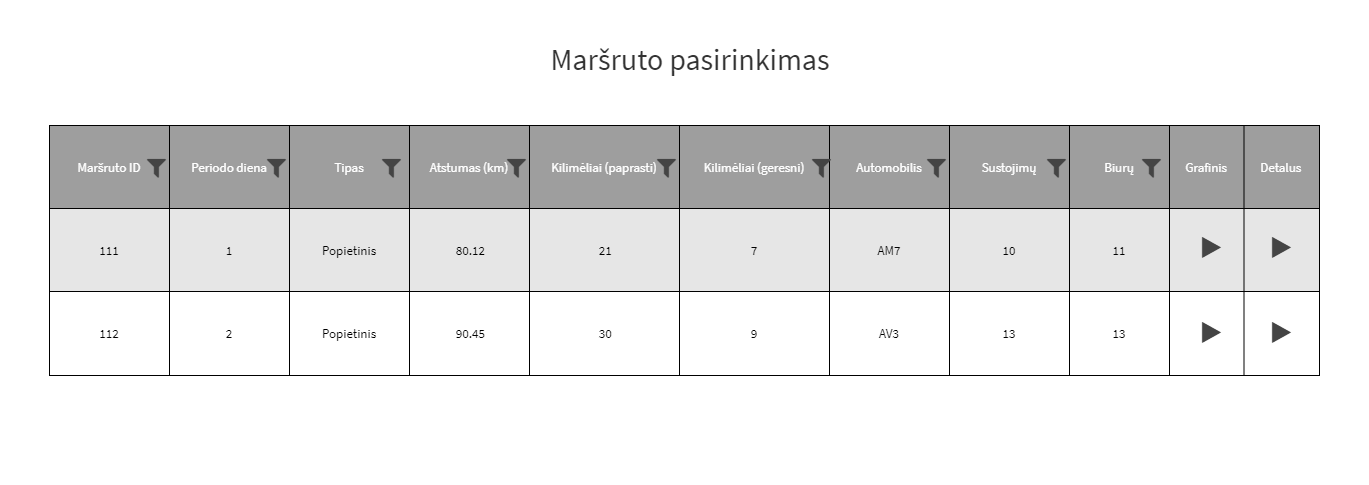 Maršruto pasirinkimas
Maršruto ID Periodo diena Tipas Atstumas (km) Kilimėliai (paprasti) Kilimėliai (geresni) Automobilis Sustojimų Biurų Grafinis Detalus
111 1 Popietinis 80.12 21 7 AM7 10 11
112 2 Popietinis 90.45 30 9 AV3 13 13